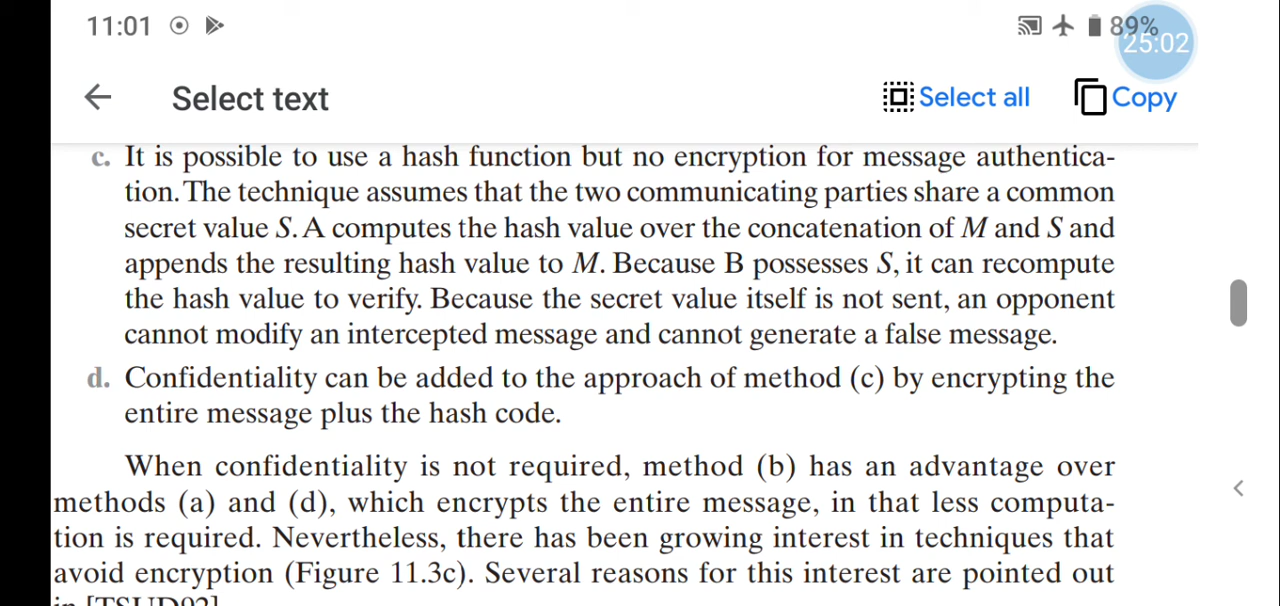 11:01 89%
25:02
Select text Select all Copy
c. It is possible to use a hash function but no encryption for message authentica-
tion. The technique assumes that the two communicating parties share a common
secret value S. A computes the hash value over the concatenation of M and S and
appends the resulting hash value to M. Because B possesses S, it can recompute
the hash value to verify. Because the secret value itself is not sent, an opponent
cannot modify an intercepted message and cannot generate a false message.
d. Confidentiality can be added to the approach of method (c) by encrypting the
entire message plus the hash code.
When confidentiality is not required, method (b) has an advantage over
methods (a) and (d), which encrypts the entire message, in that less computa-
tion is required. Nevertheless, there has been growing interest in techniques that
avoid encryption (Figure 11.3c). Several reasons for this interest are pointed out
in [TSUD92]